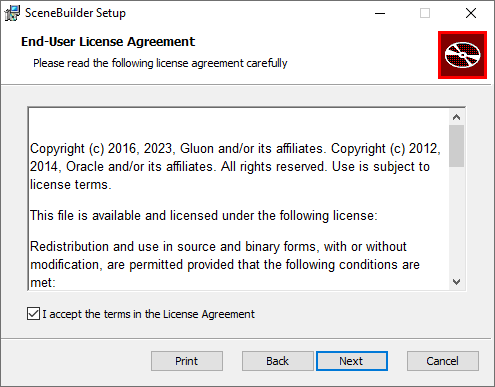 SceneBuilder Setup
End-User License Agreement
Please read the following license agreement carefully
Copyright (c) 2016, 2023, Gluon and/or its affiliates. Copyright (c) 2012,
2014, Oracle and/or its affiliates. All rights reserved. Use is subject to
license terms.
This file is available and licensed under the following license:
Redistribution and use in source and binary forms, with or without
modification, are permitted provided that the following conditions are
met:
I accept the terms in the License Agreement
Print Back Next Cancel